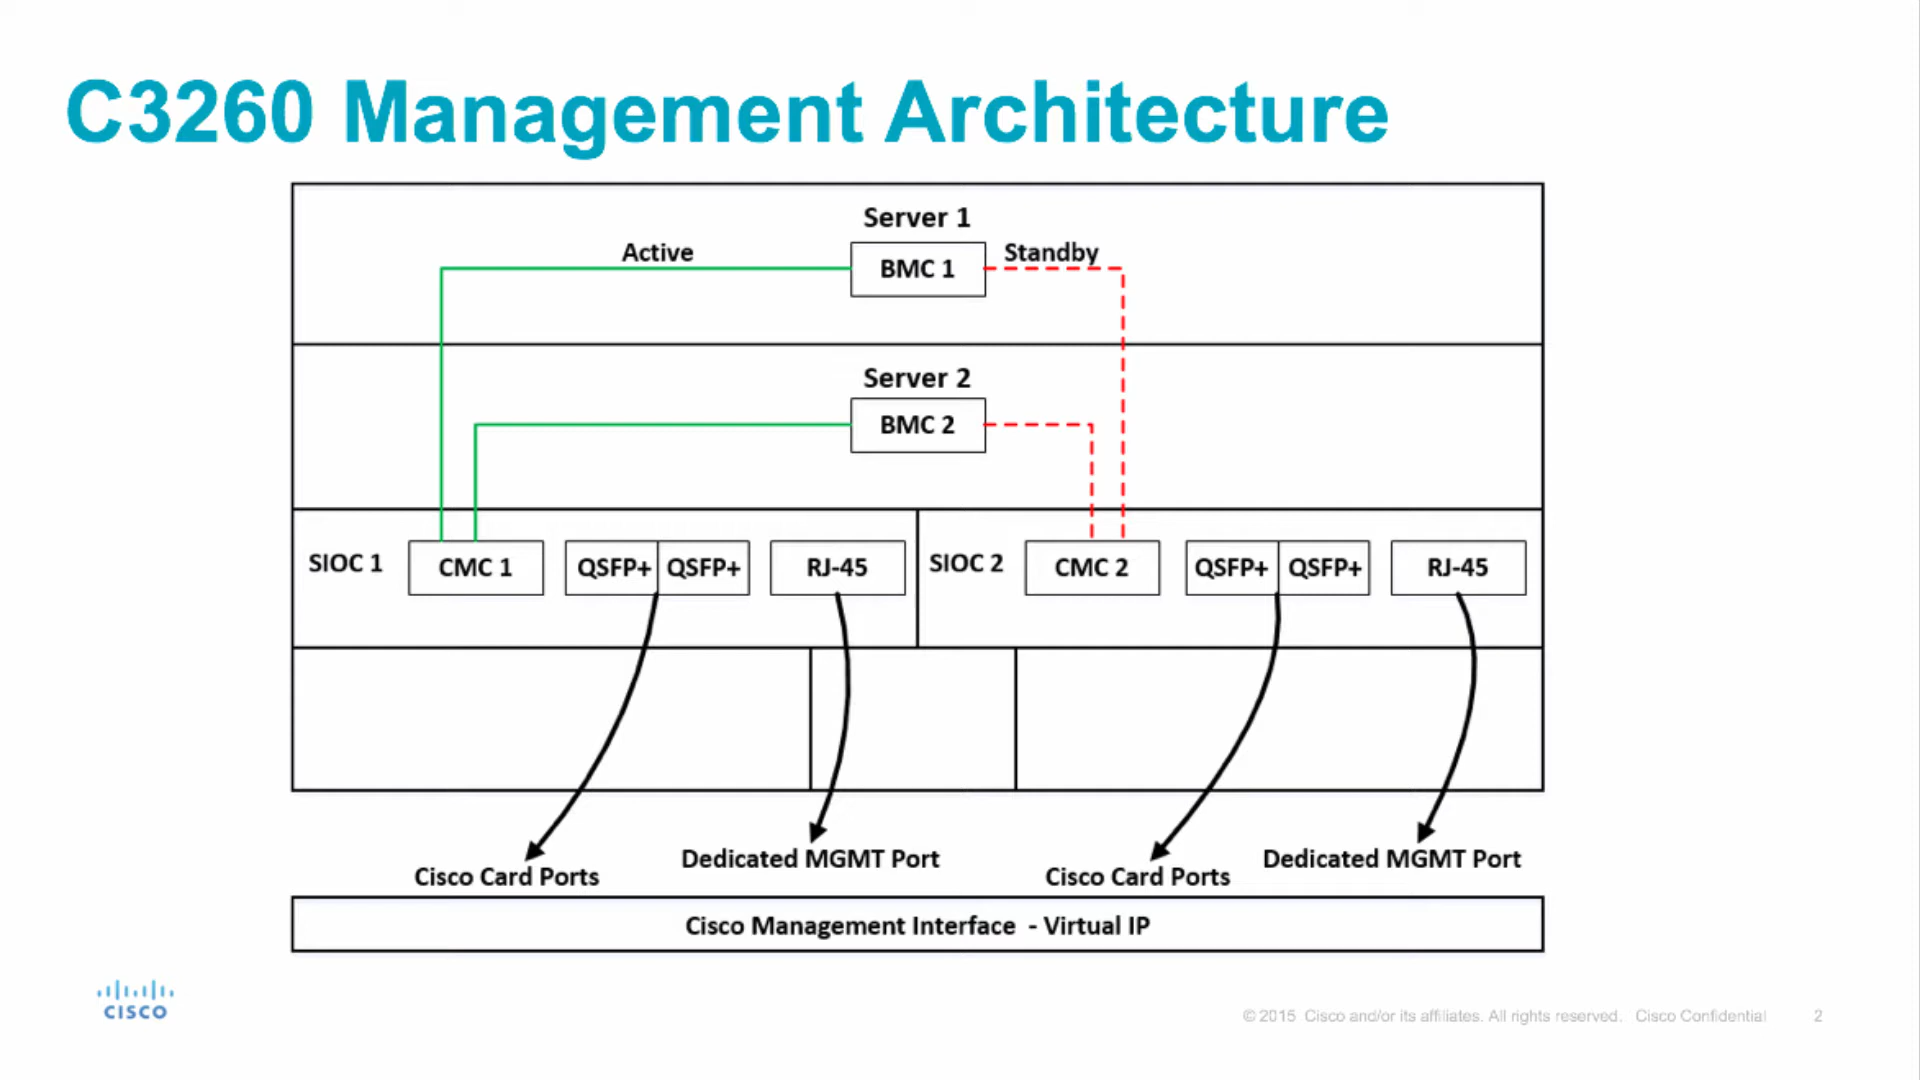 C3260 Management Architecture
Server 1
Active
BMC 1
Standby
Server 2
BMC 2
SIOC 1
CMC 1
QSFP+
QSFP+
RJ-45
SIOC 2
CMC 2
QSFP+
QSFP+
RJ-45
Cisco Card Ports
Dedicated MGMT Port
Cisco Card Ports
Dedicated MGMT Port
Cisco Management Interface - Virtual IP
CISCO
© 2015 Cisco and/or its affiliates. All rights reserved. Cisco Confidential
2